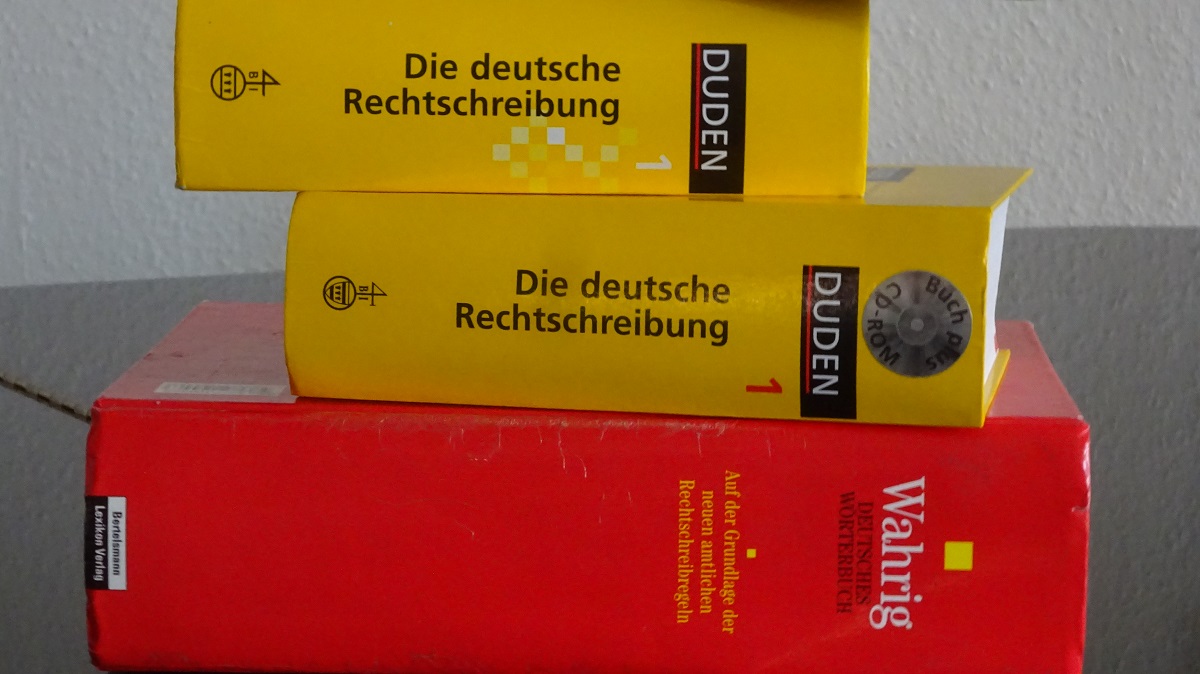 Die deutsche
Rechtschreibung
1
DUDEN
Die deutsche
Rechtschreibung
1
DUDEN
Buch plus
CD-ROM
Wahrig
DEUTSCHES
WÖRTERBUCH
Auf der Grundlage der
neuen amtlichen
Rechtschreibregeln
Bertelsmann
Lexikon Verlag